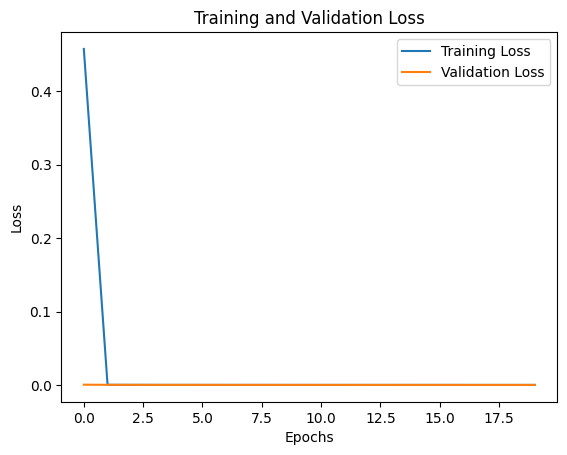 Training and Validation Loss
Training Loss
Validation Loss
Loss
0.4
0.3
0.2
0.1
0.0
0.0 2.5 5.0 7.5 10.0 12.5 15.0 17.5
Epochs